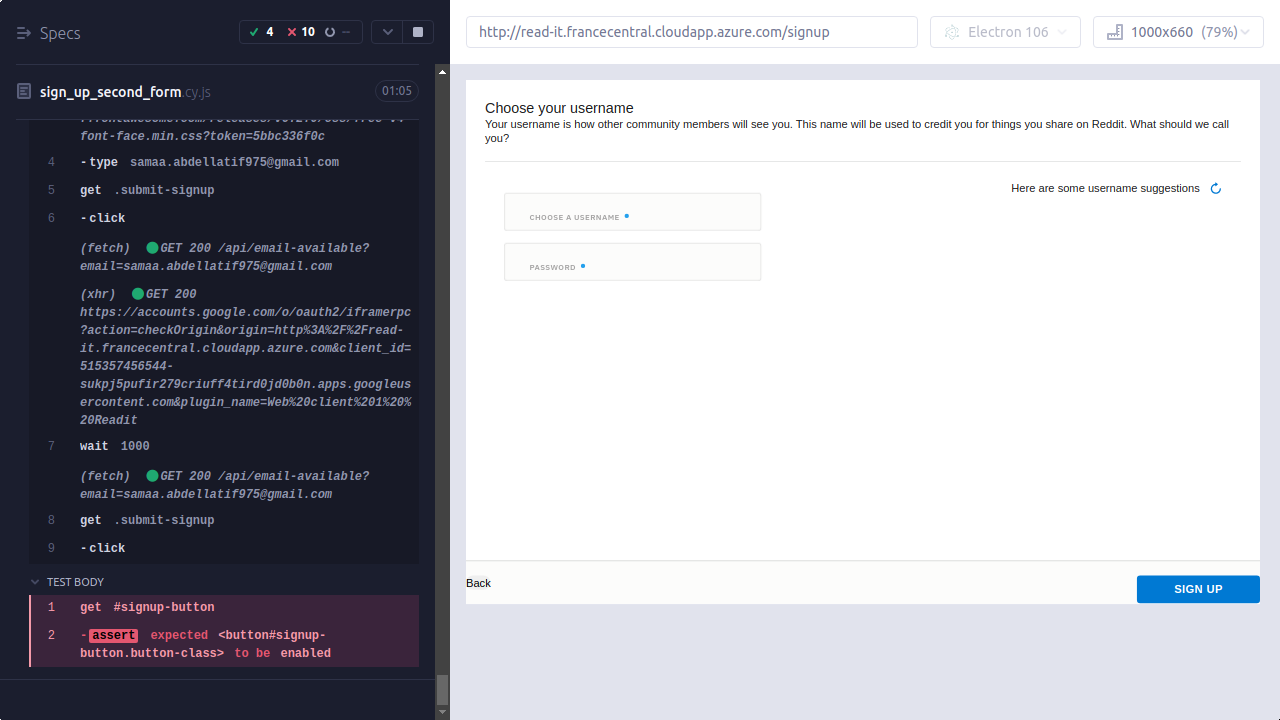 Specs
4
10
--
http://read-it.francecentral.cloudapp.azure.com/signup
Electron 106
1000x660 (79%)
sign_up_second_form.cy.js
01:05
font-face.min.css?token=5bbc336f0c
4 -type samaa.abdellatif975@gmail.com
5 get .submit-signup
6 -click
(fetch) GET 200 /api/email-available?
email=samaa.abdellatif975@gmail.com
(xhr) GET 200
https://accounts.google.com/o/oauth2/iframerpc
?action=checkOrigin&origin=http%3A%2F%2Fread-
it.francecentral.cloudapp.azure.com&client_id=
515357456544-
sukpj5pufir279criuff4tird0jd0b0n.apps.googleus
ercontent.com&plugin_name=Web%20client%201%20%
20Readit
7 wait 1000
(fetch) GET 200 /api/email-available?
email=samaa.abdellatif975@gmail.com
8 get .submit-signup
9 -click
TEST BODY
1 get #signup-button
2 -assert expected <button#signup-
button.button-class> to be enabled
Choose your username
Your username is how other community members will see you. This name will be used to credit you for things you share on Reddit. What should we call
you?
Here are some username suggestions
CHOOSE A USERNAME
PASSWORD
Back
SIGN UP